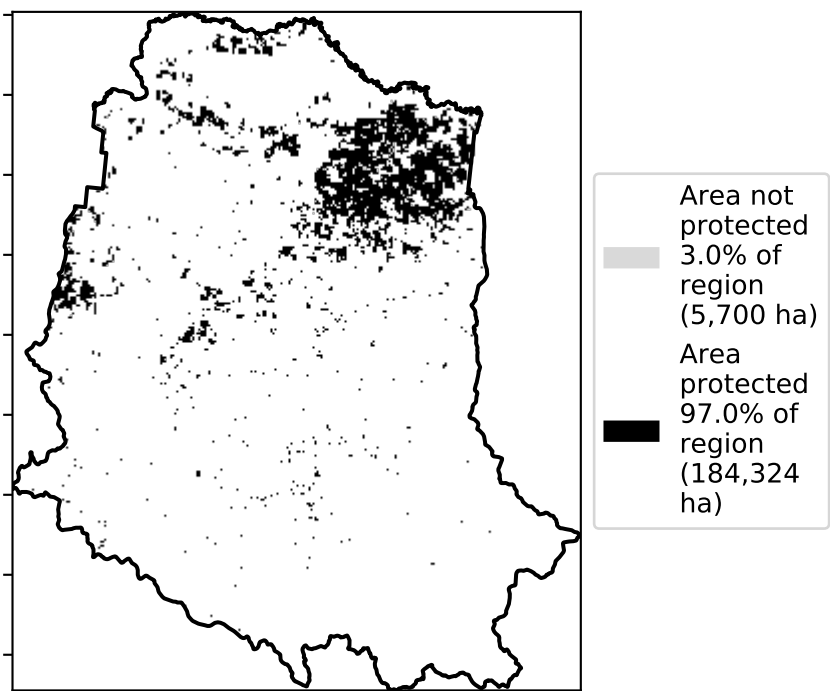 Area not
protected
3.0% of
region
(5,700 ha)
Area
protected
97.0% of
region
(184,324
ha)